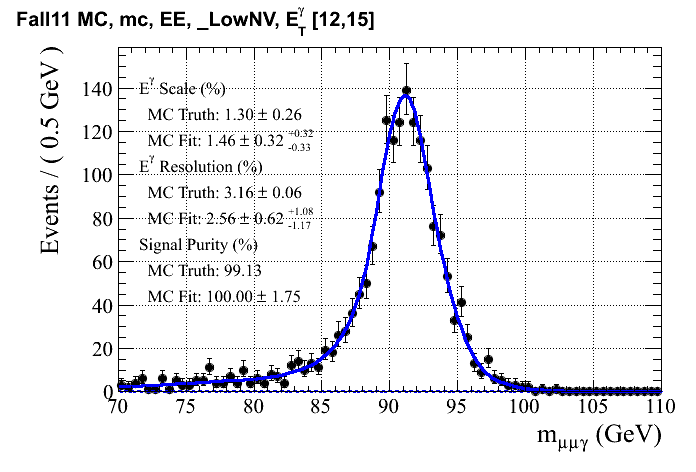 Fall11 MC, mc, EE, _LowNV, E_T^γ [12,15]
Events / ( 0.5 GeV )
140
120
100
80
60
40
20
0
E^γ Scale (%)
MC Truth: 1.30 ± 0.26
MC Fit: 1.46 ± 0.32 +0.32 -0.33
E^γ Resolution (%)
MC Truth: 3.16 ± 0.06
MC Fit: 2.56 ± 0.62 +1.08 -1.17
Signal Purity (%)
MC Truth: 99.13
MC Fit: 100.00 ± 1.75
70 75 80 85 90 95 100 105 110
m_μμγ (GeV)